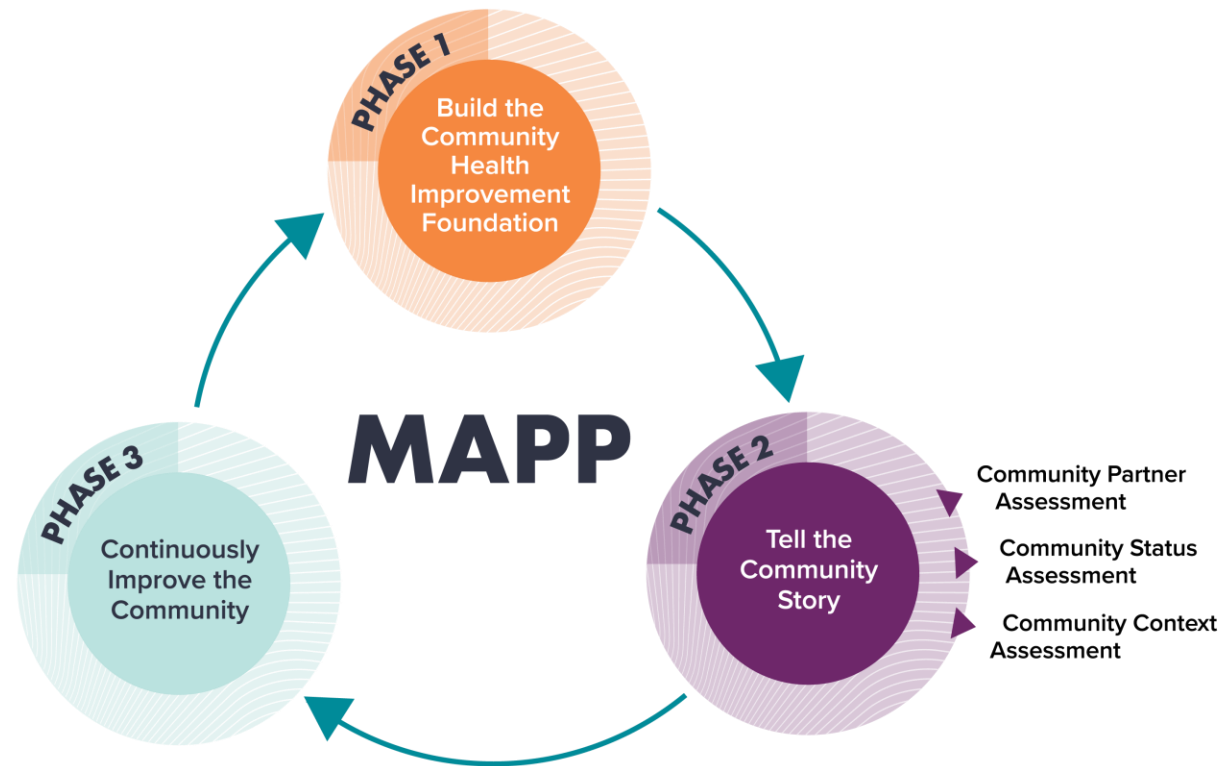 PHASE 1
Build the
Community
Health
Improvement
Foundation
MAPP
PHASE 2
Tell the
Community
Story
Community Partner
Assessment
Community Status
Assessment
Community Context
Assessment
PHASE 3
Continuously
Improve the
Community